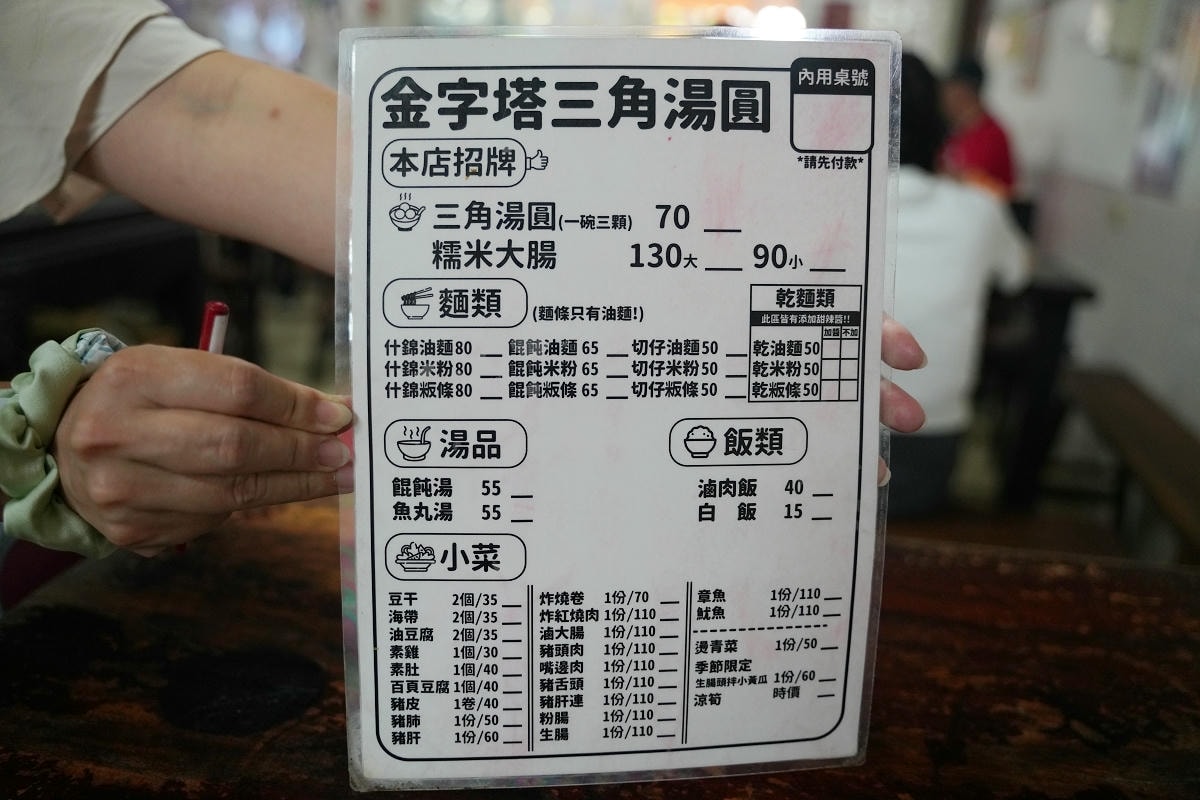 金字塔三角湯圓
內用桌號
*請先付款*
本店招牌
三角湯圓(一碗三顆) 70
糯米大腸 130大 90小
麵類 (麵條只有油麵!)
乾麵類
此區皆有添加甜辣醬!!
加醬 不加
什錦油麵80 餛飩油麵 65 切仔油麵50 乾油麵50
什錦米粉80 餛飩米粉 65 切仔米粉50 乾米粉50
什錦粄條80 餛飩粄條 65 切仔粄條50 乾粄條50
湯品
餛飩湯 55
魚丸湯 55
飯類
滷肉飯 40
白 飯 15
小菜
豆干 2個/35
海帶 2個/35
油豆腐 2個/35
素雞 1個/30
素肚 1個/40
百頁豆腐 1個/40
豬皮 1卷/40
豬肺 1份/50
豬肝 1份/60
炸燒卷 1份/70
炸紅燒肉 1份/110
滷大腸 1份/110
豬頭肉 1份/110
嘴邊肉 1份/110
豬舌頭 1份/110
豬肝連 1份/110
粉腸 1份/110
生腸 1份/110
章魚 1份/110
魷魚 1份/110
燙青菜 1份/50
季節限定
生腸頭拌小黃瓜 1份/60
涼筍 時價